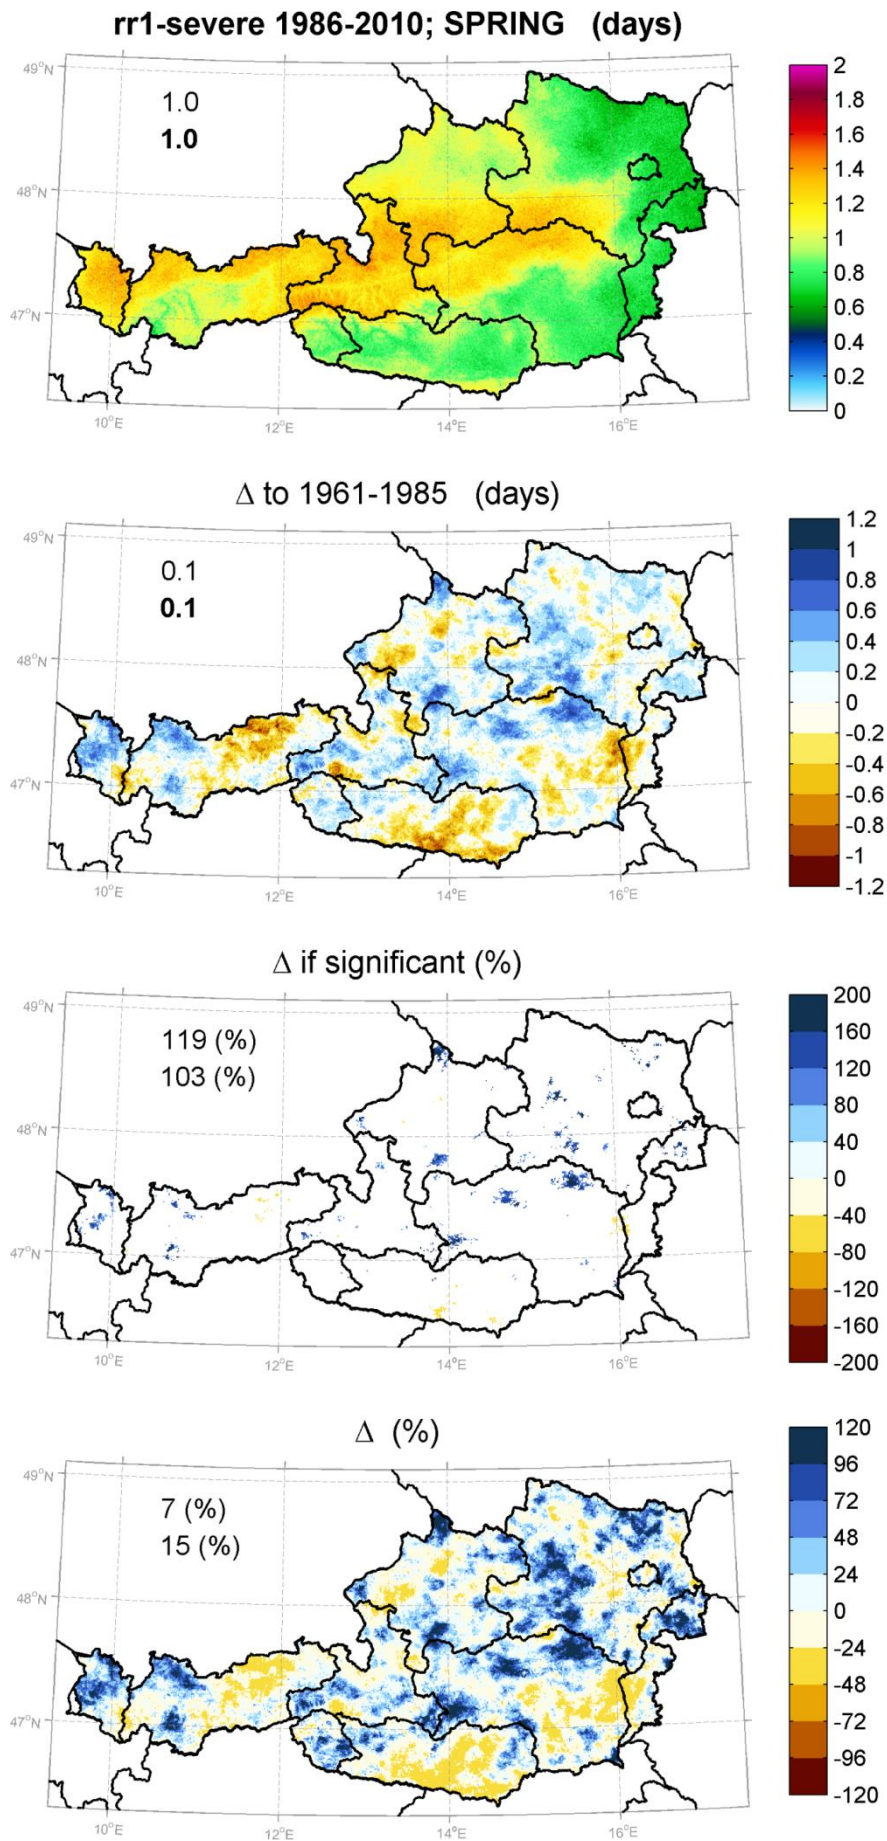 rr1-severe 1986-2010; SPRING (days)
1.0
1.0
49°N
48°N
47°N
10°E
12°E
14°E
16°E
2
1.8
1.6
1.4
1.2
1
0.8
0.6
0.4
0.2
0
Δ to 1961-1985 (days)
0.1
0.1
49°N
48°N
47°N
10°E
12°E
14°E
16°E
1.2
1
0.8
0.6
0.4
0.2
0
-0.2
-0.4
-0.6
-0.8
-1
-1.2
Δ if significant (%)
119 (%)
103 (%)
49°N
48°N
47°N
10°E
12°E
14°E
16°E
200
160
120
80
40
0
-40
-80
-120
-160
-200
Δ (%)
7 (%)
15 (%)
49°N
48°N
47°N
10°E
12°E
14°E
16°E
120
96
72
48
24
0
-24
-48
-72
-96
-120